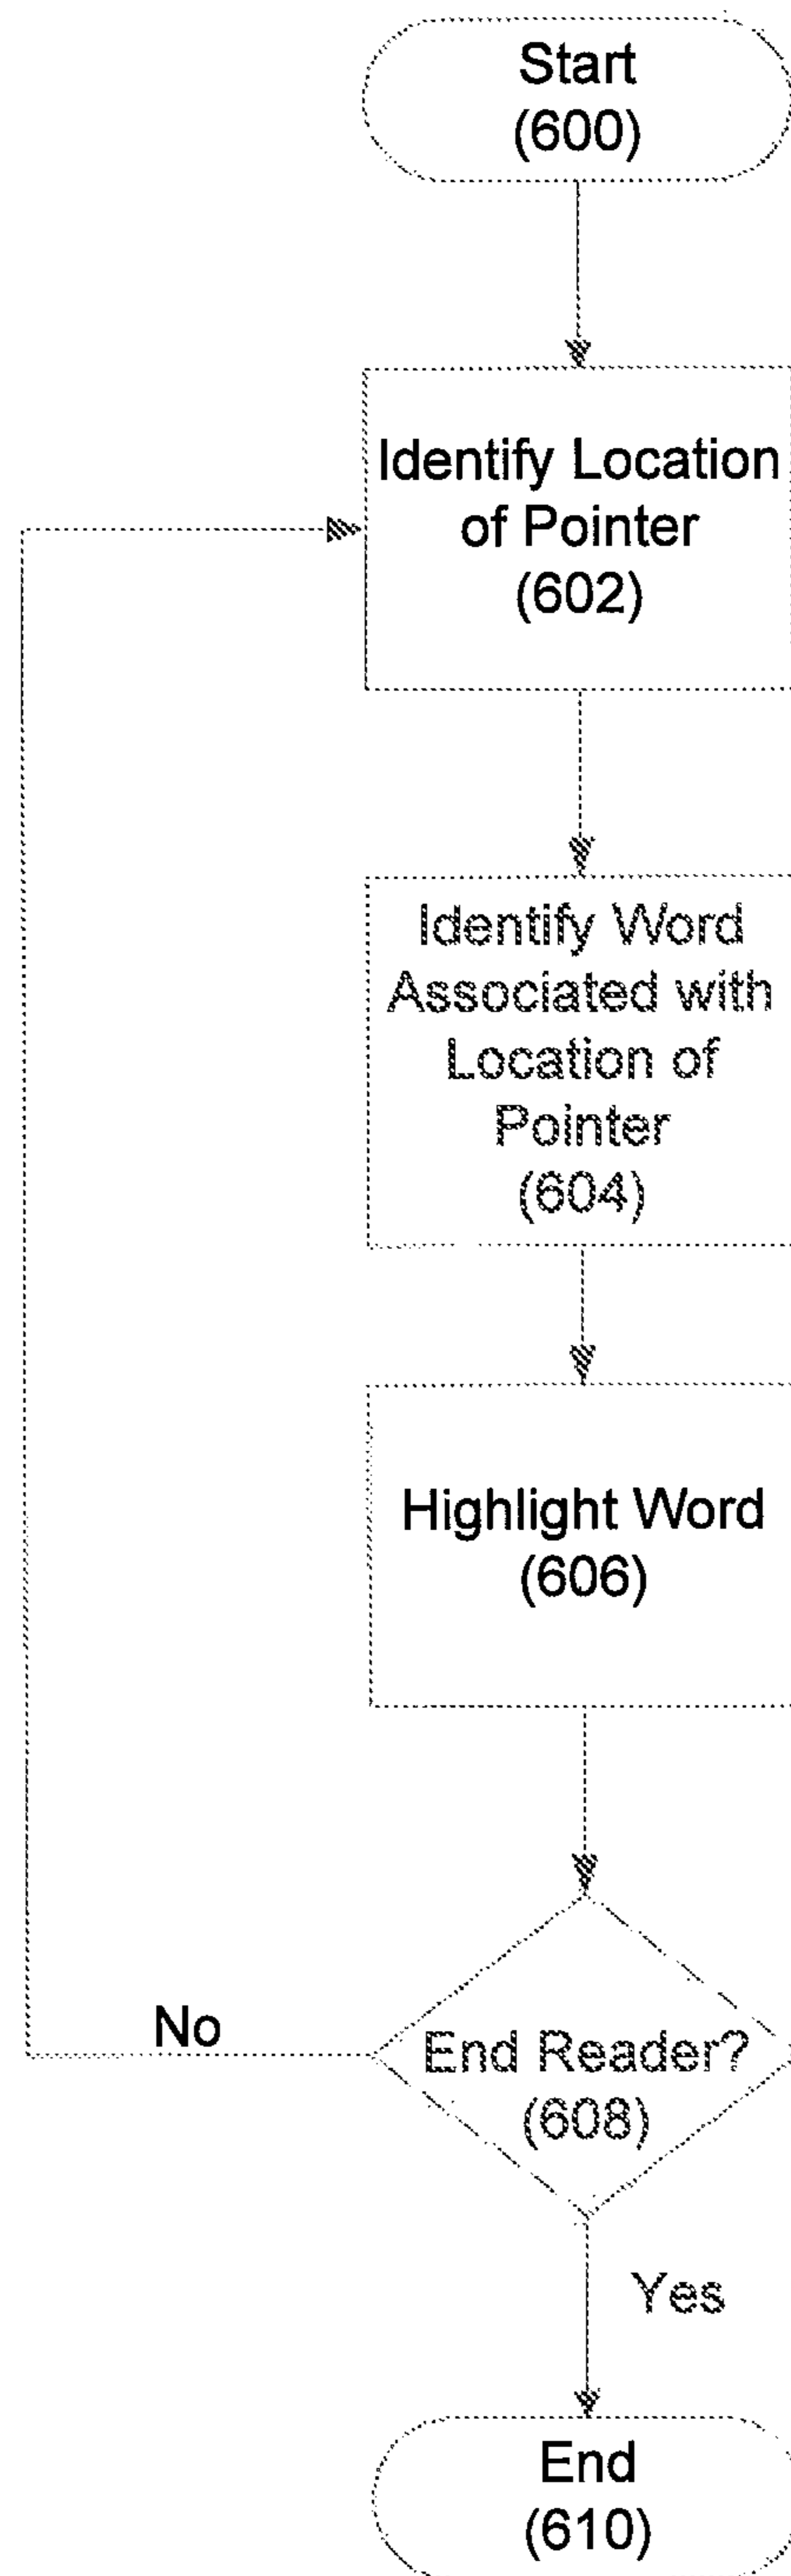 Start
(600)
Identify Location
of Pointer
(602)
Identify Word
Associated with
Location of
Pointer
(604)
Highlight Word
(606)
No
End Reader?
(608)
Yes
End
(610)